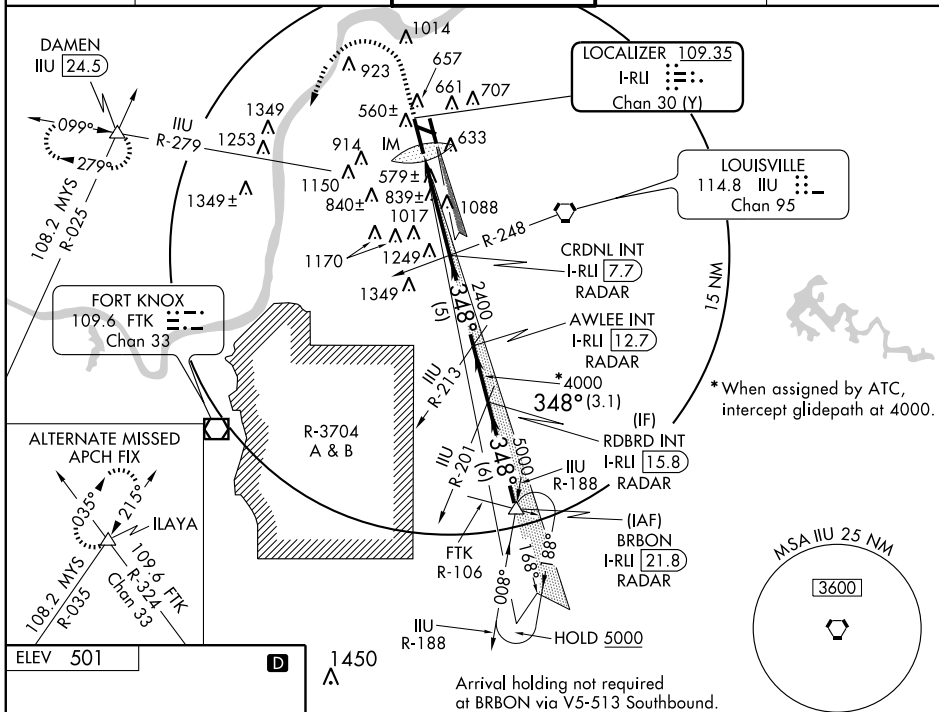 DAMEN
IIU 24.5
099°
279°
108.2 MYS
R-025
IIU
R-279
1349
1253
1349±
914
1150
840±
1170
1017
1249
1349
923
1014
657
661
707
560±
IM
633
579±
839±
1088
LOCALIZER 109.35
I-RLI
Chan 30 (Y)
LOUISVILLE
114.8 IIU
Chan 95
R-248
CRDNL INT
I-RLI 7.7
RADAR
15 NM
348°
(5)
2400
AWLEE INT
I-RLI 12.7
RADAR
*4000
348° (3.1)
* When assigned by ATC,
intercept glidepath at 4000.
FORT KNOX
109.6 FTK
Chan 33
R-3704
A & B
IIU
R-213
IIU
R-201
(IF)
RDBRD INT
I-RLI 15.8
RADAR
348°
(6)
5000
IIU
R-188
(IAF)
BRBON
I-RLI 21.8
RADAR
FTK
R-106
008°
168°
188°
IIU
R-188
HOLD 5000
ALTERNATE MISSED
APCH FIX
035°
215°
ILAYA
108.2 MYS
R-035
109.6 FTK
R-324
Chan 33
MSA IIU 25 NM
3600
ELEV 501
D
1450
Arrival holding not required
at BRBON via V5-513 Southbound.